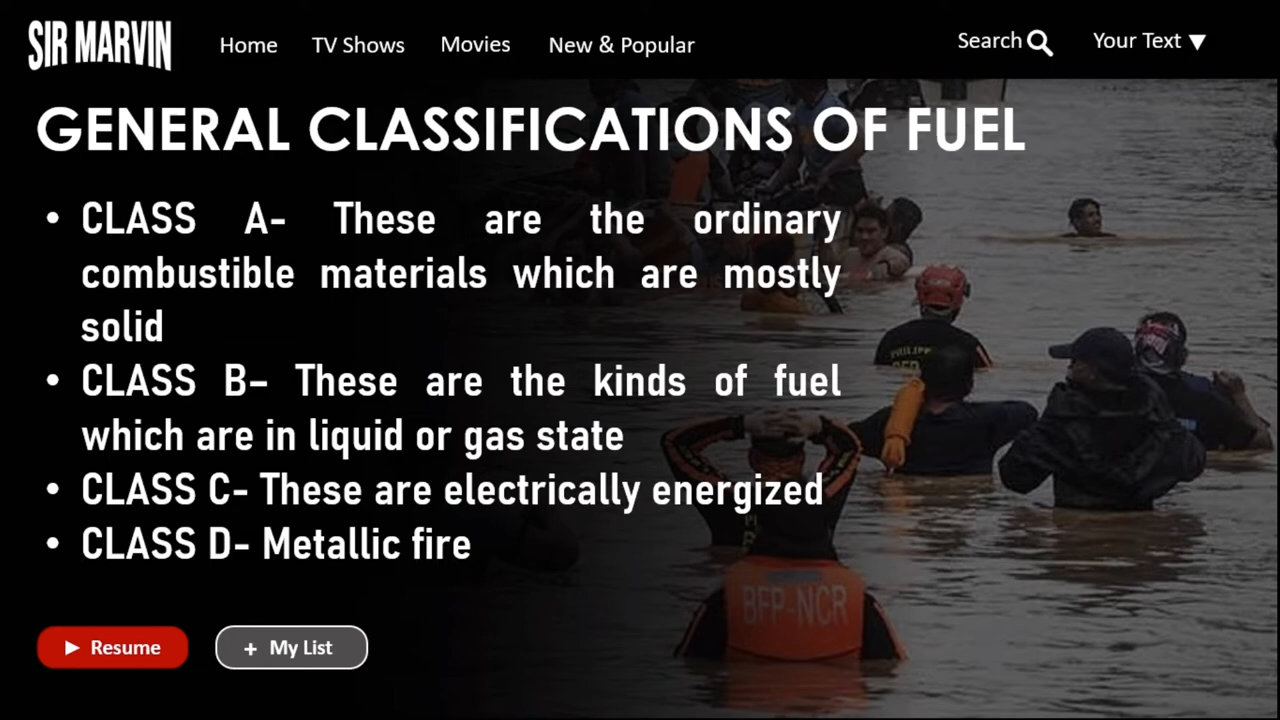 SIR MARVIN
Home TV Shows Movies New & Popular Search Your Text
GENERAL CLASSIFICATIONS OF FUEL
• CLASS A- These are the ordinary
combustible materials which are mostly
solid
• CLASS B- These are the kinds of fuel
which are in liquid or gas state
• CLASS C- These are electrically energized
• CLASS D- Metallic fire
BFP-NCR
Resume + My List